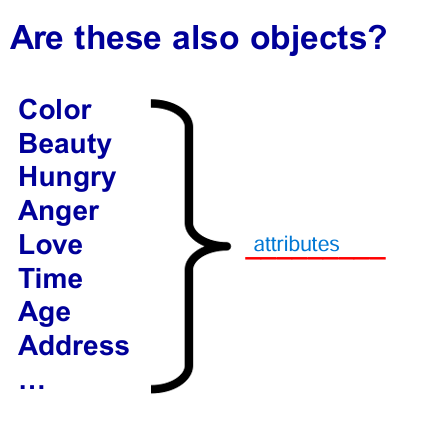 Are these also objects?
Color
Beauty
Hungry
Anger
Love
Time
Age
Address
…
attributes